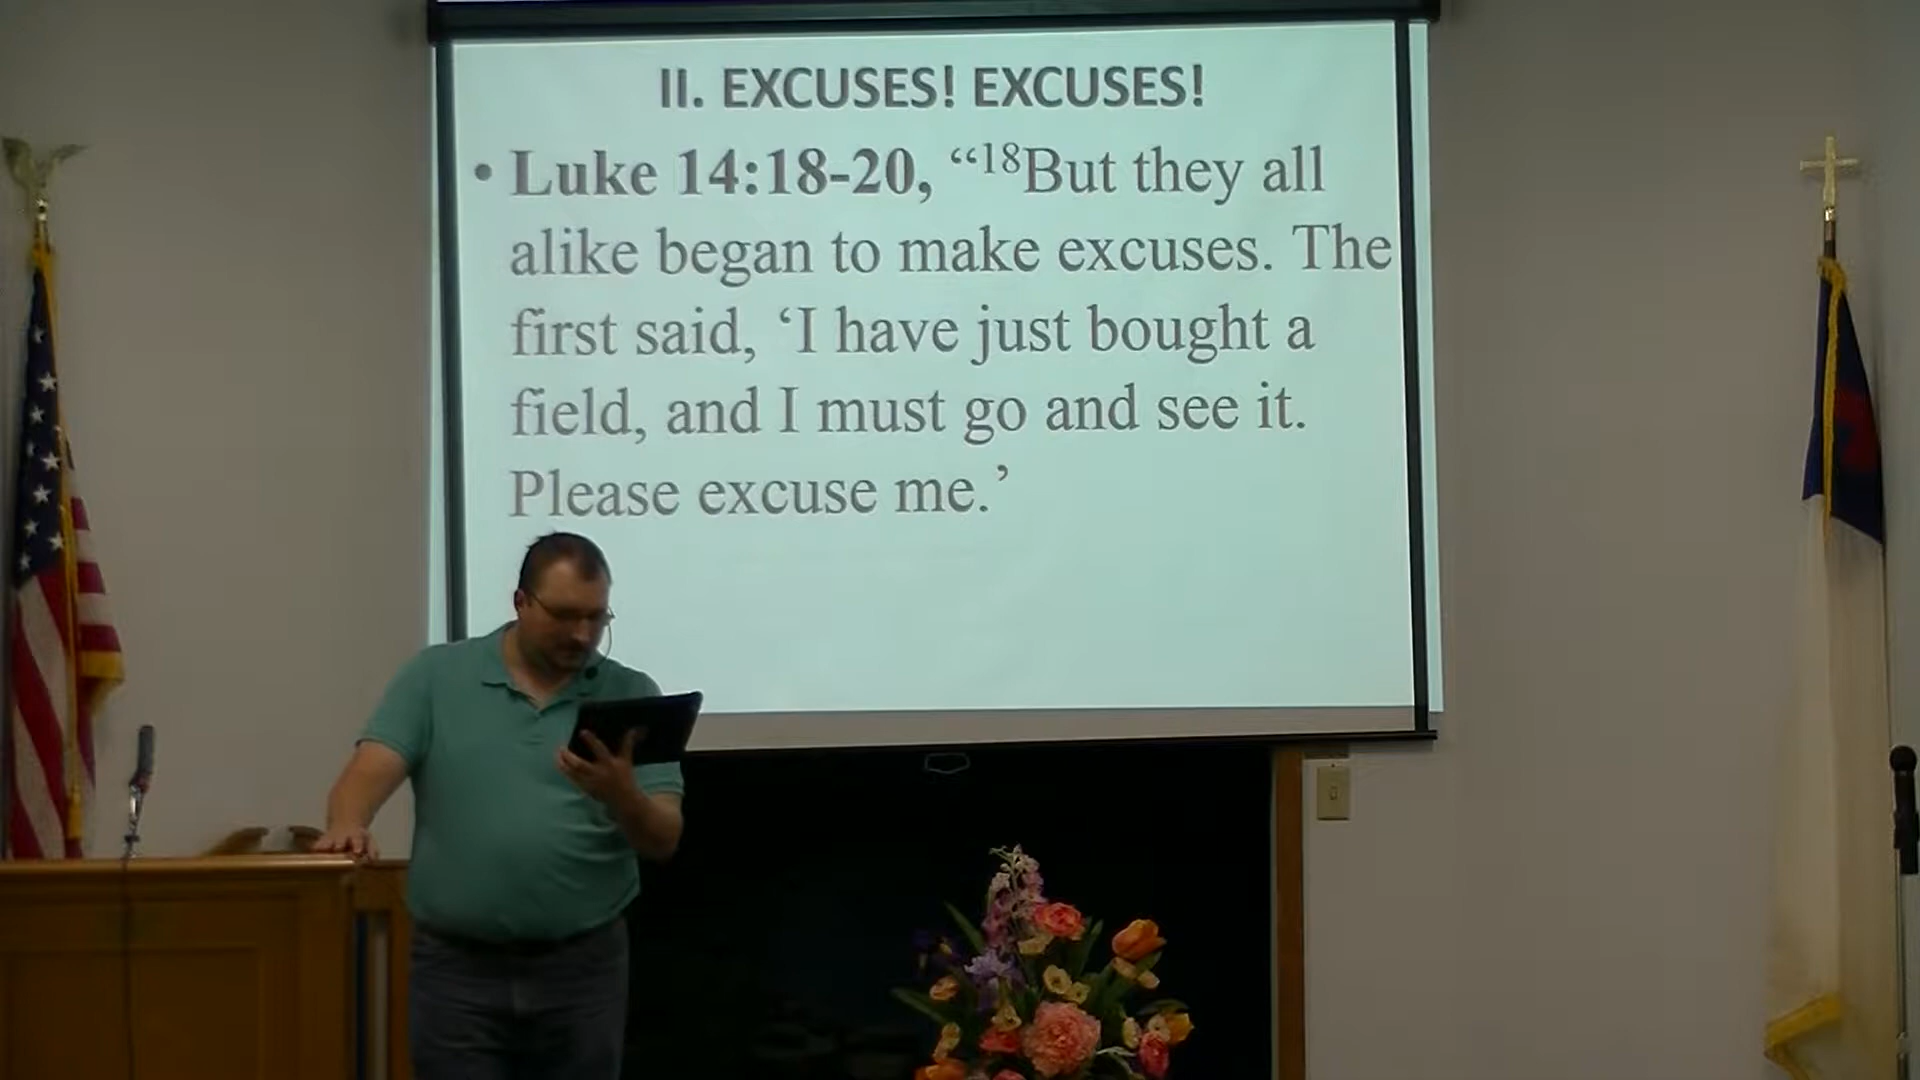 II. EXCUSES! EXCUSES!
• Luke 14:18-20, “¹⁸But they all
alike began to make excuses. The
first said, ‘I have just bought a
field, and I must go and see it.
Please excuse me.’